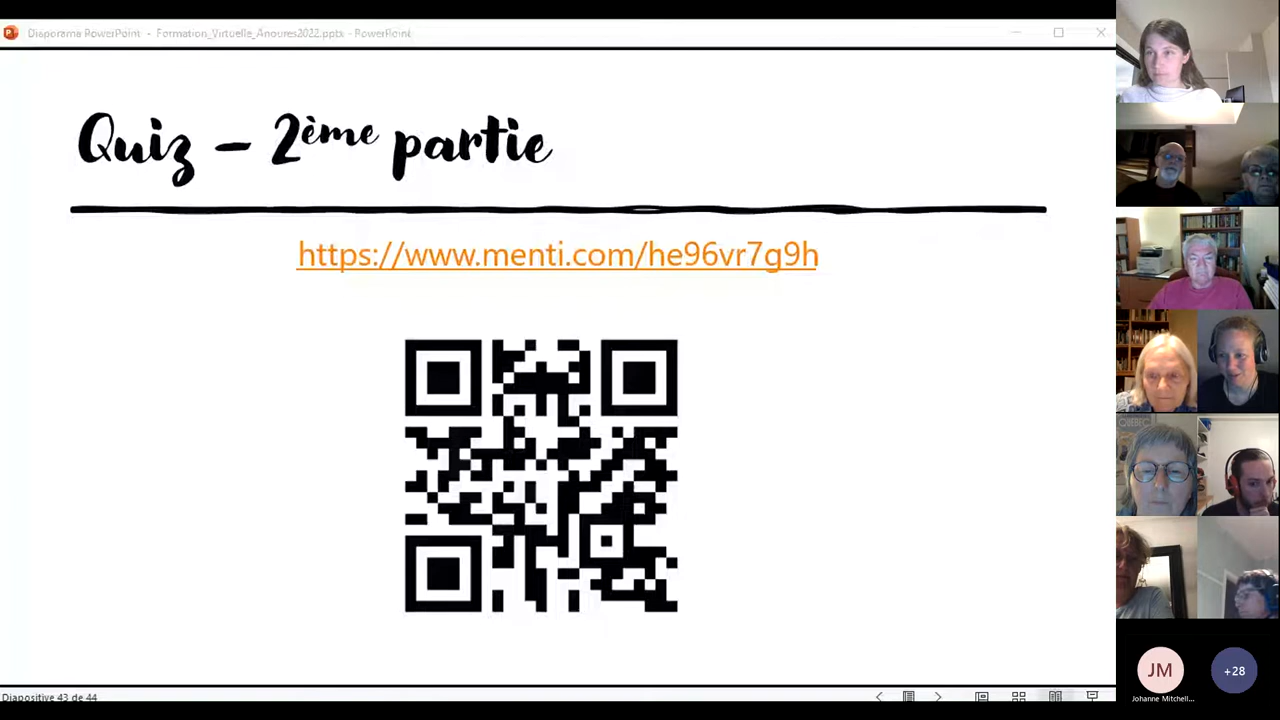 Diaporama PowerPoint - Formation_Virtuelle_Anoures2022.pptx - PowerPoint
Quiz – 2ème partie
https://www.menti.com/he96vr7g9h
QUÉBEC
JM
+28
Johanne Mitchell...
Diapositive 43 de 44